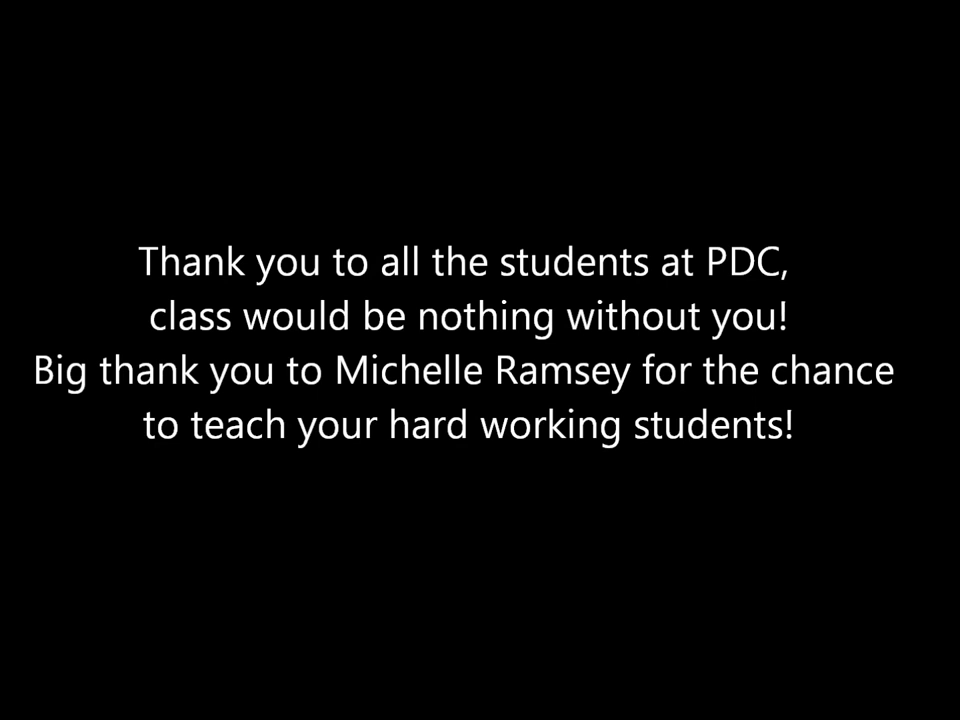 Thank you to all the students at PDC,
class would be nothing without you!
Big thank you to Michelle Ramsey for the chance
to teach your hard working students!